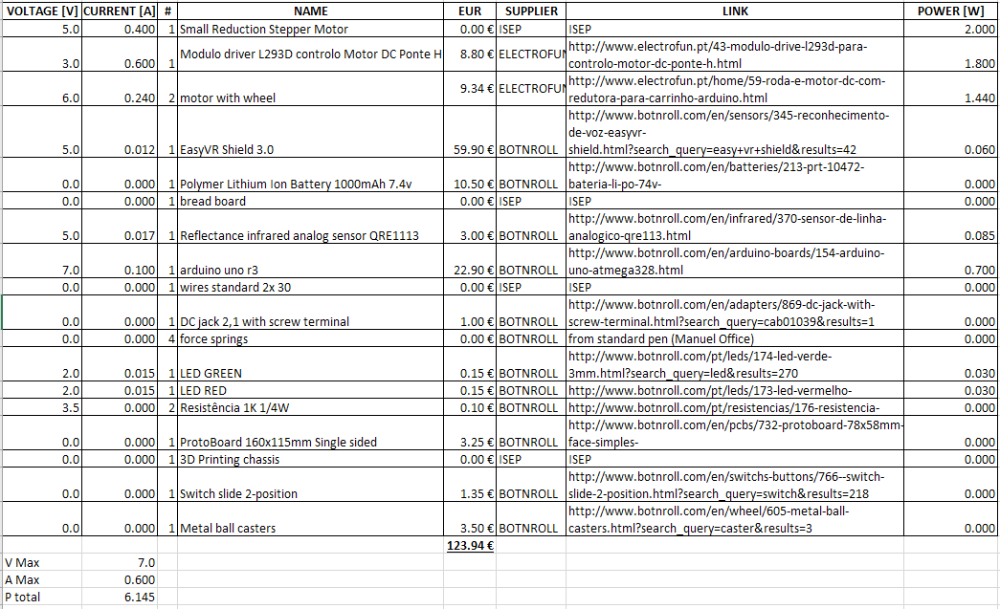 VOLTAGE [V] CURRENT [A] # NAME EUR SUPPLIER LINK POWER [W]
5.0 0.400 1 Small Reduction Stepper Motor 0.00 € ISEP ISEP 2.000
3.0 0.600 1 Modulo driver L293D controlo Motor DC Ponte H 8.80 € ELECTROFUN http://www.electrofun.pt/43-modulo-drive-l293d-para-
controlo-motor-dc-ponte-h.html 1.800
6.0 0.240 2 motor with wheel 9.34 € ELECTROFUN http://www.electrofun.pt/home/59-roda-e-motor-dc-com-
redutora-para-carrinho-arduino.html 1.440
5.0 0.012 1 EasyVR Shield 3.0 59.90 € BOTNROLL http://www.botnroll.com/en/sensors/345-reconhecimento-
de-voz-easyvr-
shield.html?search_query=easy+vr+shield&results=42 0.060
0.0 0.000 1 Polymer Lithium Ion Battery 1000mAh 7.4v 10.50 € BOTNROLL http://www.botnroll.com/en/batteries/213-prt-10472-
bateria-li-po-74v- 0.000
0.0 0.000 1 bread board 0.00 € ISEP ISEP 0.000
5.0 0.017 1 Reflectance infrared analog sensor QRE1113 3.00 € BOTNROLL http://www.botnroll.com/en/infrared/370-sensor-de-linha-
analogico-qre113.html 0.085
7.0 0.100 1 arduino uno r3 22.90 € BOTNROLL http://www.botnroll.com/en/arduino-boards/154-arduino-
uno-atmega328.html 0.700
0.0 0.000 1 wires standard 2x 30 0.00 € ISEP ISEP 0.000
0.0 0.000 1 DC jack 2,1 with screw terminal 1.00 € BOTNROLL http://www.botnroll.com/en/adapters/869-dc-jack-with-
screw-terminal.html?search_query=cab01039&results=1 0.000
0.0 0.000 4 force springs 0.00 € BOTNROLL from standard pen (Manuel Office) 0.000
2.0 0.015 1 LED GREEN 0.15 € BOTNROLL http://www.botnroll.com/pt/leds/174-led-verde-
3mm.html?search_query=led&results=270 0.030
2.0 0.015 1 LED RED 0.15 € BOTNROLL http://www.botnroll.com/pt/leds/173-led-vermelho- 0.030
3.5 0.000 2 Resistência 1K 1/4W 0.10 € BOTNROLL http://www.botnroll.com/pt/resistencias/176-resistencia- 0.000
0.0 0.000 1 ProtoBoard 160x115mm Single sided 3.25 € BOTNROLL http://www.botnroll.com/en/pcbs/732-protoboard-78x58mm-
face-simples- 0.000
0.0 0.000 1 3D Printing chassis 0.00 € ISEP ISEP 0.000
0.0 0.000 1 Switch slide 2-position 1.35 € BOTNROLL http://www.botnroll.com/en/switchs-buttons/766--switch-
slide-2-position.html?search_query=switch&results=218 0.000
0.0 0.000 1 Metal ball casters 3.50 € BOTNROLL http://www.botnroll.com/en/wheel/605-metal-ball-
casters.html?search_query=caster&results=3 0.000
123.94 €
V Max 7.0
A Max 0.600
P total 6.145